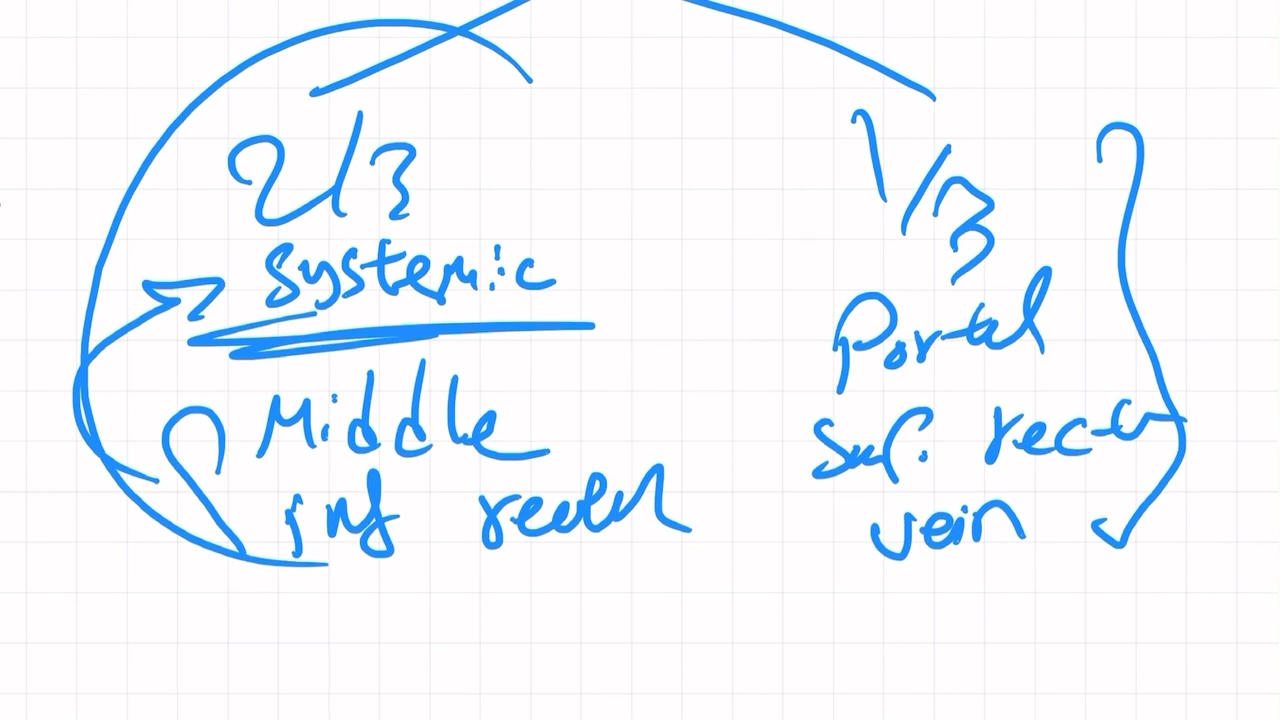 2/3
systemic
Middle
inf rectal
1/3
Portal
sup. rectal
vein